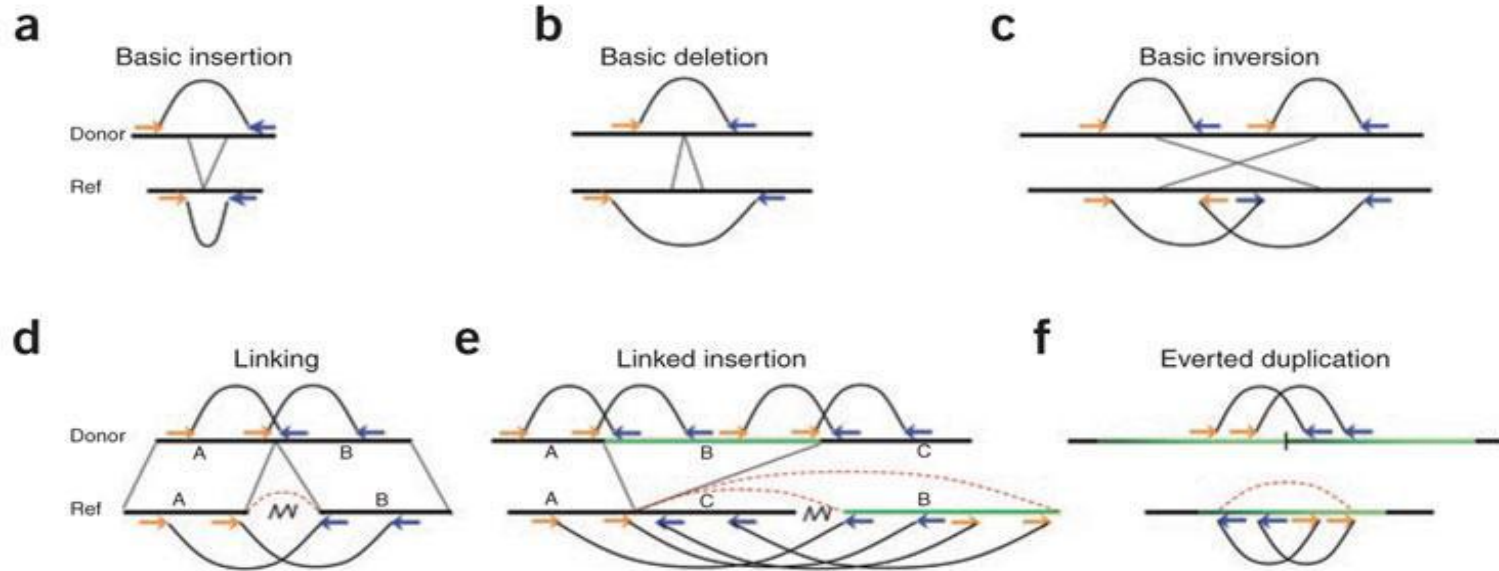 a
Basic insertion
Donor
Ref
b
Basic deletion
c
Basic inversion
d
Linking
Donor
A
B
Ref
A
B
e
Linked insertion
A
B
C
A
C
B
f
Everted duplication